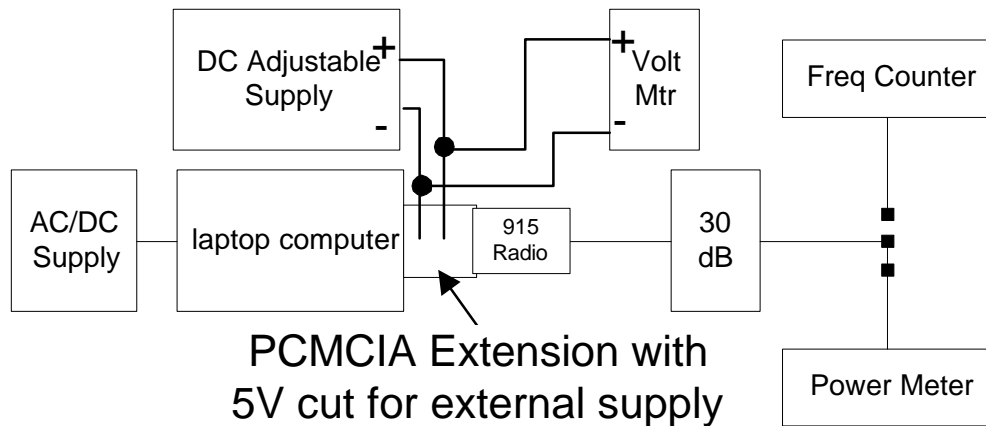 DC Adjustable
Supply
+
-
+
-
Volt
Mtr
Freq Counter
AC/DC
Supply
laptop computer
915
Radio
30
dB
PCMCIA Extension with
5V cut for external supply
Power Meter